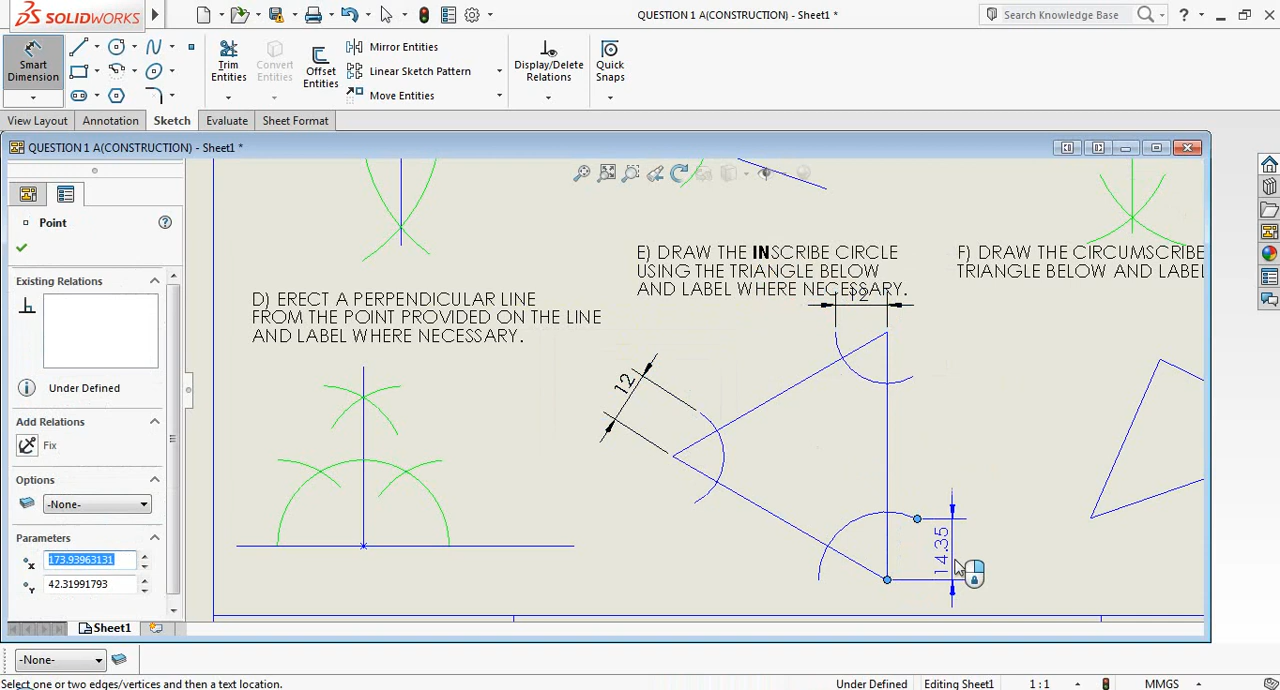 SOLIDWORKS
QUESTION 1 A(CONSTRUCTION) - Sheet1 *
Search Knowledge Base
?
Smart
Dimension
Trim
Entities
Convert
Entities
Offset
Entities
Mirror Entities
Linear Sketch Pattern
Move Entities
Display/Delete
Relations
Quick
Snaps
View Layout
Annotation
Sketch
Evaluate
Sheet Format
QUESTION 1 A(CONSTRUCTION) - Sheet1 *
Point
?
Existing Relations
Under Defined
Add Relations
Fix
Options
-None-
Parameters
173.93963131
42.31991793
D) ERECT A PERPENDICULAR LINE
FROM THE POINT PROVIDED ON THE LINE
AND LABEL WHERE NECESSARY.
E) DRAW THE INSCRIBE CIRCLE
USING THE TRIANGLE BELOW
AND LABEL WHERE NECESSARY.
12
12
14.35
F) DRAW THE CIRCUMSCRIBE
TRIANGLE BELOW AND LABEL
Sheet1
-None-
Select one or two edges/vertices and then a text location.
Under Defined
Editing Sheet1
1 : 1
MMGS